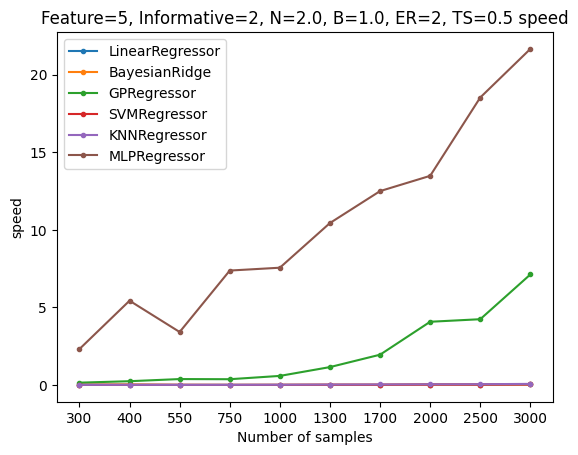 Feature=5, Informative=2, N=2.0, B=1.0, ER=2, TS=0.5 speed
LinearRegressor
BayesianRidge
GPRegressor
SVMRegressor
KNNRegressor
MLPRegressor
20
15
10
5
0
speed
300 400 550 750 1000 1300 1700 2000 2500 3000
Number of samples